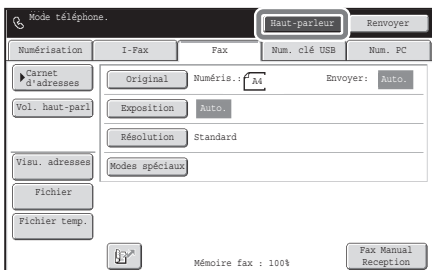 Mode téléphone.
Haut-parleur
Renvoyer
Numérisation
I-Fax
Fax
Num. clé USB
Num. PC
Carnet
d'adresses
Original
Numéris.:
A4
Envoyer:
Auto.
Vol. haut-parl
Exposition
Auto.
Résolution
Standard
Visu. adresses
Modes spéciaux
Fichier
Fichier temp.
Mémoire fax : 100%
Fax Manual
Reception